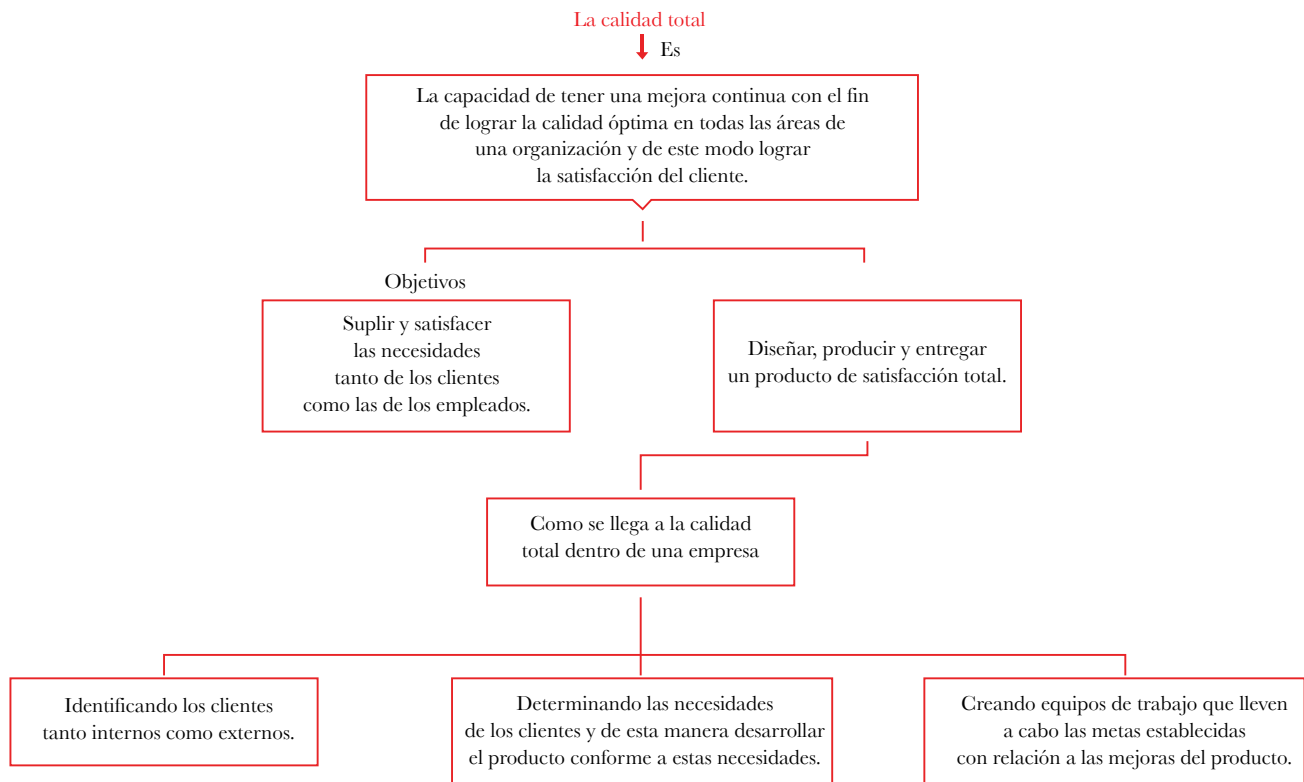 La calidad total
Es
La capacidad de tener una mejora continua con el fin
de lograr la calidad óptima en todas las áreas de
una organización y de este modo lograr
la satisfacción del cliente.
Objetivos
Suplir y satisfacer
las necesidades
tanto de los clientes
como las de los empleados.
Diseñar, producir y entregar
un producto de satisfacción total.
Como se llega a la calidad
total dentro de una empresa
Identificando los clientes
tanto internos como externos.
Determinando las necesidades
de los clientes y de esta manera desarrollar
el producto conforme a estas necesidades.
Creando equipos de trabajo que lleven
a cabo las metas establecidas
con relación a las mejoras del producto.